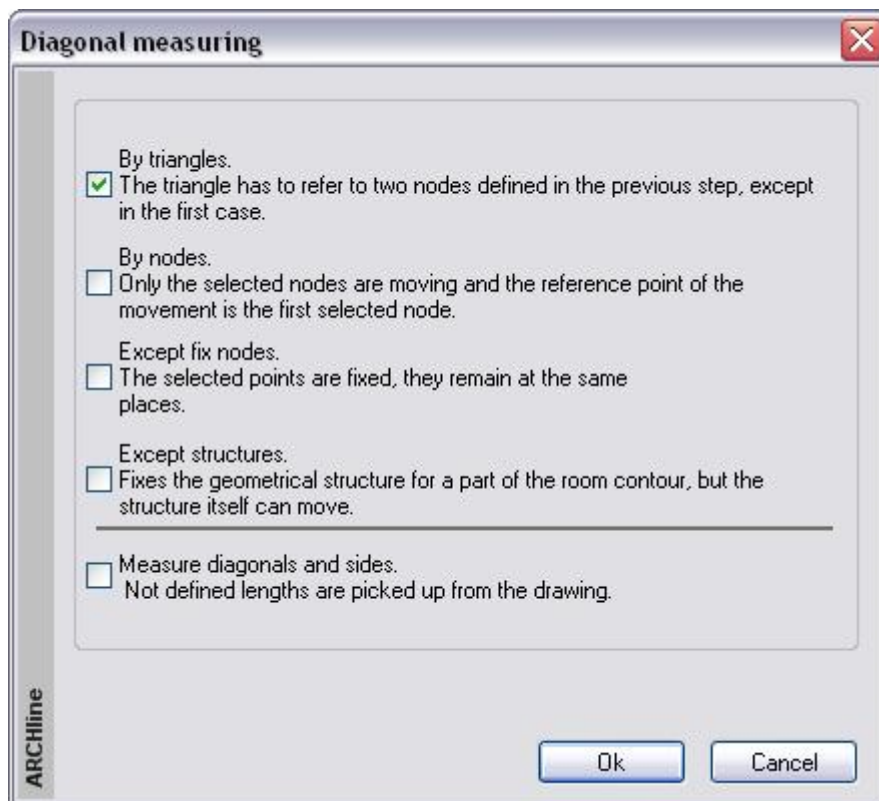 Diagonal measuring
By triangles.
The triangle has to refer to two nodes defined in the previous step, except
in the first case.
By nodes.
Only the selected nodes are moving and the reference point of the
movement is the first selected node.
Except fix nodes.
The selected points are fixed, they remain at the same
places.
Except structures.
Fixes the geometrical structure for a part of the room contour, but the
structure itself can move.
Measure diagonals and sides.
Not defined lengths are picked up from the drawing.
ARCHline
Ok
Cancel